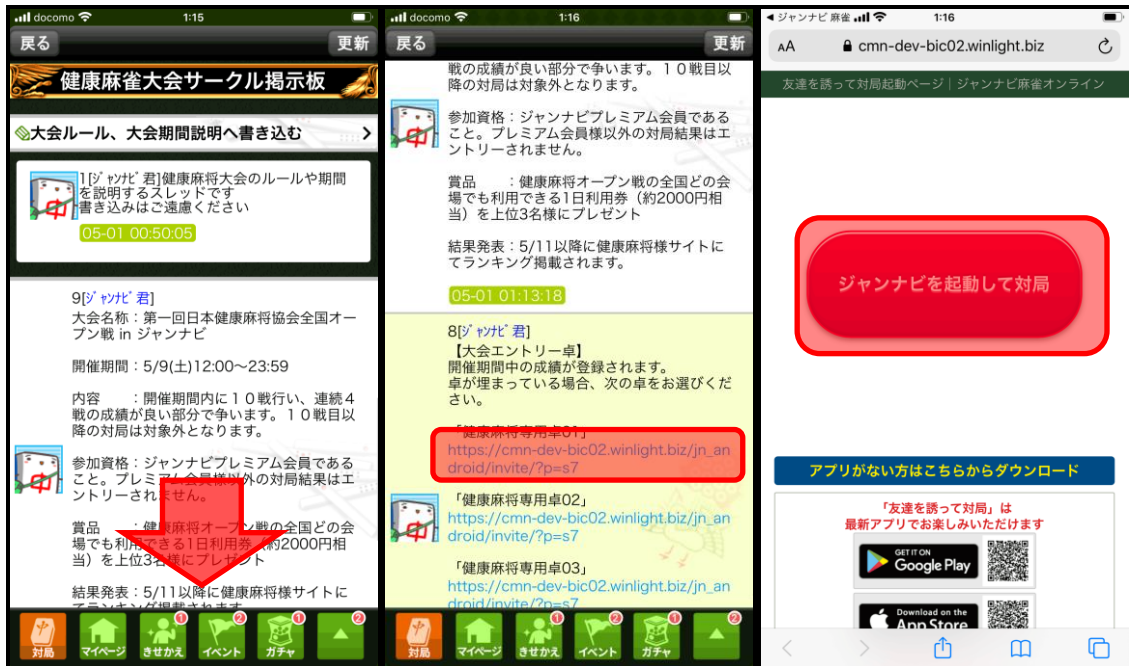 docomo 1:15
戻る 更新
健康麻雀大会サークル掲示板
大会ルール、大会期間説明へ書き込む
1[ｼﾞｬﾝﾅﾋﾞ君]健康麻将大会のルールや期間
を説明するスレッドです
書き込みはご遠慮ください
05-01 00:50:05
9[ｼﾞｬﾝﾅﾋﾞ君]
大会名称：第一回日本健康麻将協会全国オー
プン戦 in ジャンナビ
開催期間：5/9(土)12:00～23:59
内容　　：開催期間内に１０戦行い、連続４
戦の成績が良い部分で争います。１０戦目以
降の対局は対象外となります。
参加資格：ジャンナビプレミアム会員である
こと。プレミアム会員様以外の対局結果はエ
ントリーされません。
賞品　　：健康麻将オープン戦の全国どの会
場でも利用できる1日利用券（約2000円相
当）を上位3名様にプレゼント
結果発表：5/11以降に健康麻将様サイトに
てランキング掲載されます。
対局 マイページ きせかえ 1 イベント 2 ガチャ 1 2
docomo 1:16
戻る 更新
戦の成績が良い部分で争います。１０戦目以
降の対局は対象外となります。
参加資格：ジャンナビプレミアム会員である
こと。プレミアム会員様以外の対局結果はエ
ントリーされません。
賞品　　：健康麻将オープン戦の全国どの会
場でも利用できる1日利用券（約2000円相
当）を上位3名様にプレゼント
結果発表：5/11以降に健康麻将様サイトに
てランキング掲載されます。
05-01 01:13:18
8[ｼﾞｬﾝﾅﾋﾞ君]
【大会エントリー卓】
開催期間中の成績が登録されます。
卓が埋まっている場合、次の卓をお選びくだ
さい。
「健康麻将専用卓01」
https://cmn-dev-bic02.winlight.biz/jn_an
droid/invite/?p=s7
「健康麻将専用卓02」
https://cmn-dev-bic02.winlight.biz/jn_an
droid/invite/?p=s7
「健康麻将専用卓03」
https://cmn-dev-bic02.winlight.biz/jn_an
droid/invite/?p=s7
対局 マイページ きせかえ 1 イベント 2 ガチャ 1 2
ジャンナビ麻雀 1:16
AA cmn-dev-bic02.winlight.biz
友達を誘って対局起動ページ｜ジャンナビ麻雀オンライン
ジャンナビを起動して対局
アプリがない方はこちらからダウンロード
「友達を誘って対局」は
最新アプリでお楽しみいただけます
GET IT ON
Google Play
Download on the
App Store